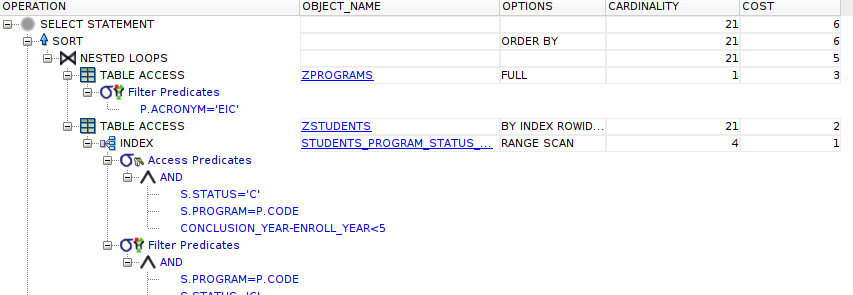 OPERATION OBJECT_NAME OPTIONS CARDINALITY COST
SELECT STATEMENT 21 6
SORT ORDER BY 21 6
NESTED LOOPS 21 5
TABLE ACCESS ZPROGRAMS FULL 1 3
Filter Predicates
P.ACRONYM='EIC'
TABLE ACCESS ZSTUDENTS BY INDEX ROWID... 21 2
INDEX STUDENTS_PROGRAM_STATUS_... RANGE SCAN 4 1
Access Predicates
AND
S.STATUS='C'
S.PROGRAM=P.CODE
CONCLUSION_YEAR-ENROLL_YEAR<5
Filter Predicates
AND
S.PROGRAM=P.CODE